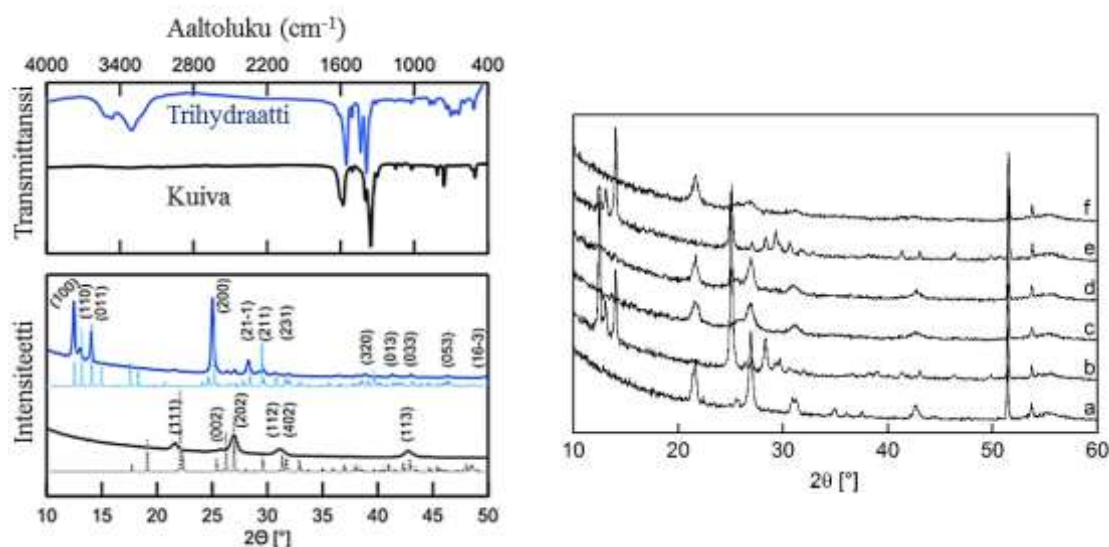 Aaltoluku (cm⁻¹)
4000 3400 2800 2200 1600 1000 400
Transmittanssi
Trihydraatti
Kuiva
Intensiteetti
(100)
(110)
(011)
(200)
(21-1)
(211)
(231)
(320)
(013)
(033)
(053)
(16-3)
(111)
(002)
(202)
(112)
(402)
(113)
10 15 20 25 30 35 40 45 50
2Θ [°]
f
e
d
c
b
a
10 20 30 40 50 60
2θ [°]